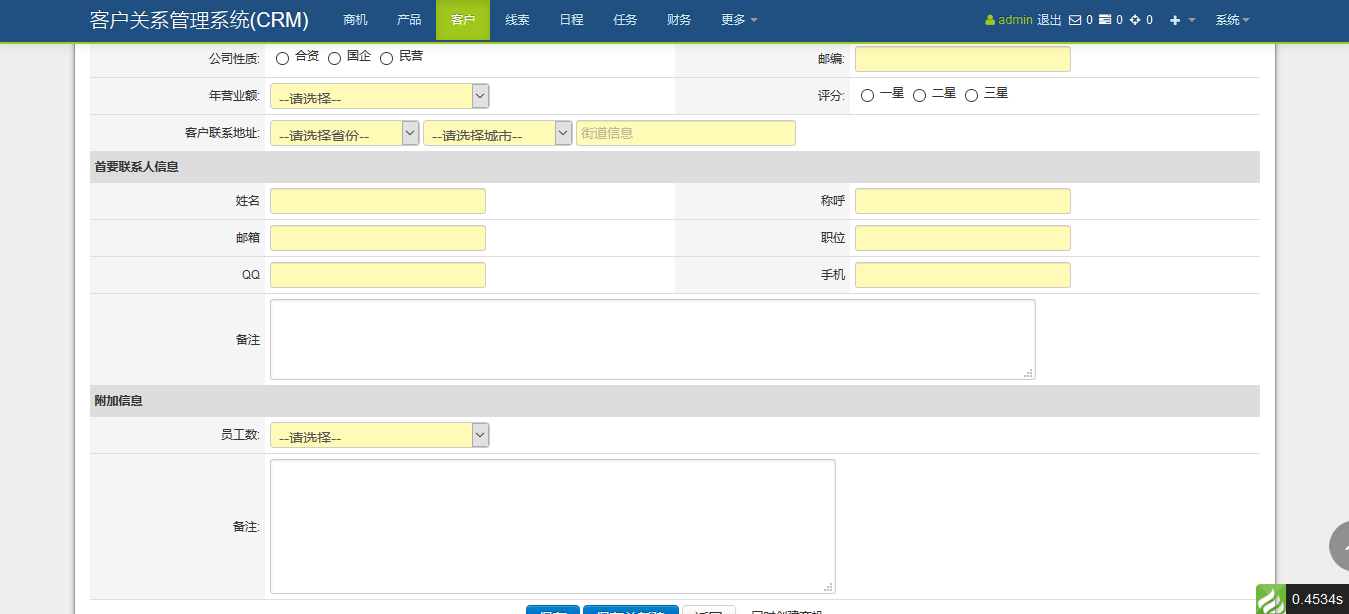 客户关系管理系统(CRM) 商机 产品 客户 线索 日程 任务 财务 更多 admin 退出 0 0 0 系统
公司性质: 合资 国企 民营 邮编:
年营业额: --请选择-- 评分: 一星 二星 三星
客户联系地址: --请选择省份-- --请选择城市-- 街道信息
首要联系人信息
姓名 称呼
邮箱 职位
QQ 手机
备注
附加信息
员工数: --请选择--
备注:
0.4534s